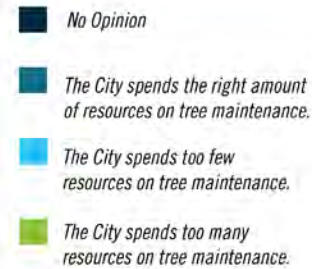 No Opinion
The City spends the right amount
of resources on tree maintenance.
The City spends too few
resources on tree maintenance.
The City spends too many
resources on tree maintenance.